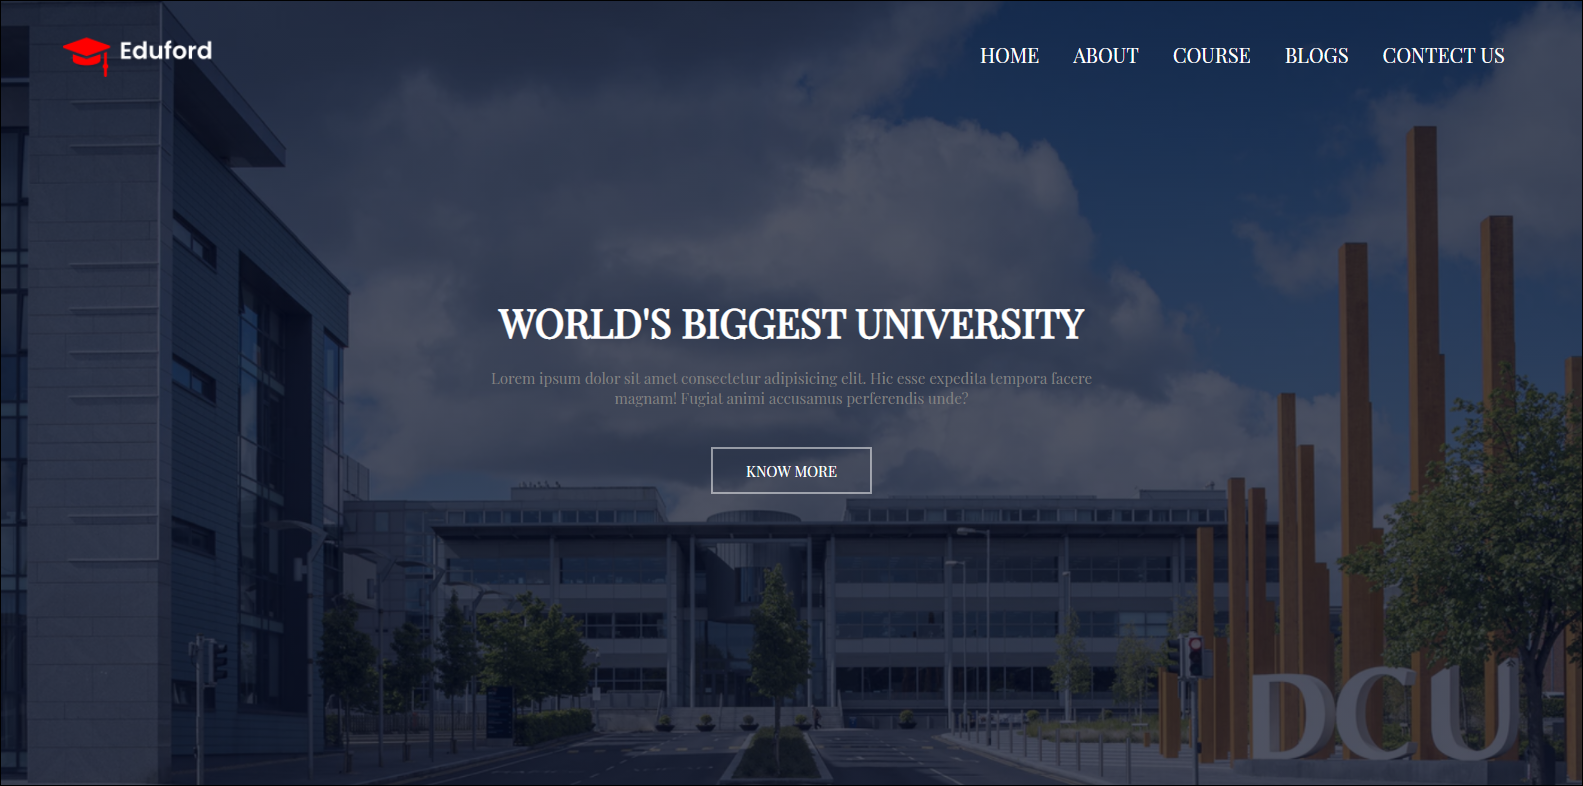 Eduford
HOME ABOUT COURSE BLOGS CONTECT US
WORLD'S BIGGEST UNIVERSITY
Lorem ipsum dolor sit amet consectetur adipisicing elit. Hic esse expedita tempora facere
magnam! Fugiat animi accusamus perferendis unde?
KNOW MORE
DCU